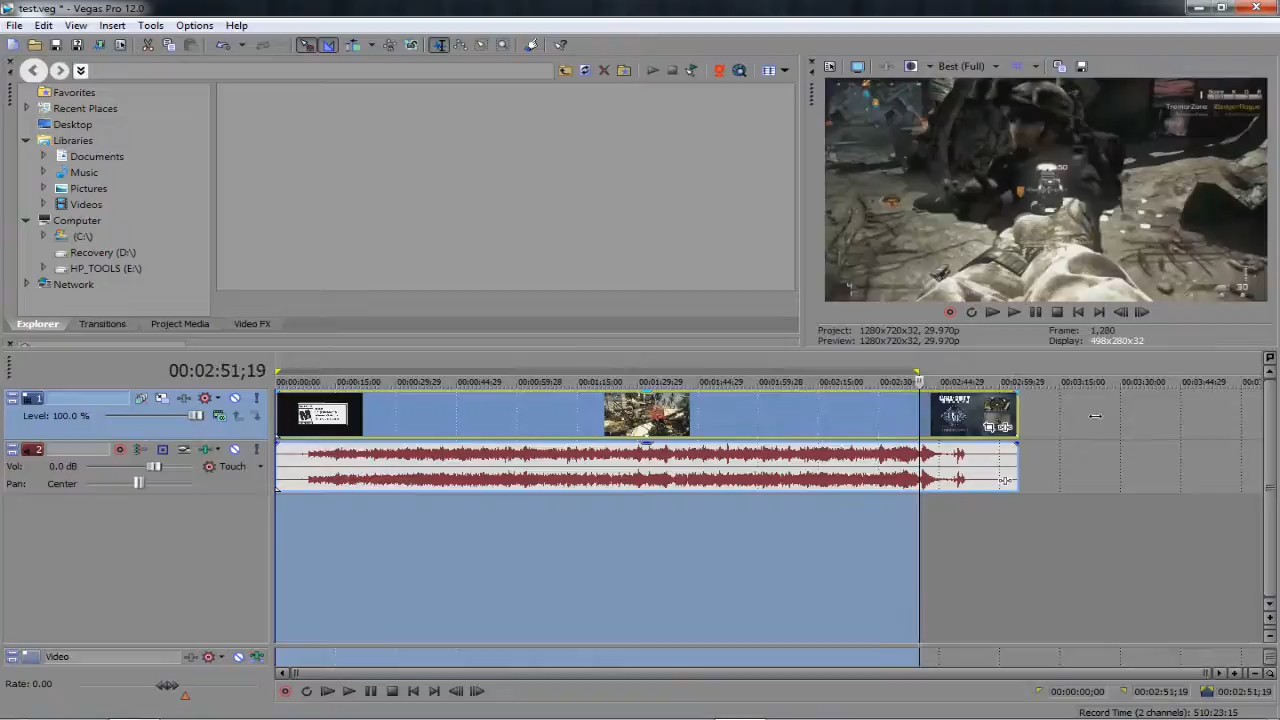 test.veg * - Vegas Pro 12.0
File Edit View Insert Tools Options Help
Favorites
Recent Places
Desktop
Libraries
Documents
Music
Pictures
Videos
Computer
(C:)
Recovery (D:)
HP_TOOLS (E:)
Network
Explorer Transitions Project Media Video FX
Best (Full)
50
30
Project: 1280x720x32, 29.970p
Preview: 1280x720x32, 29.970p
Frame: 1,280
Display: 498x280x32
00:02:51;19
00:00:00;00 00:00:15;00 00:00:29;29 00:00:44;29 00:00:59;28 00:01:15;00 00:01:29;29 00:01:44;29 00:01:59;28 00:02:15;00 00:02:30; 00:02:44;29 00:02:59;29 00:03:15;00 00:03:30;00 00:03:44;29
1
Level: 100.0 %
2
Vol: 0.0 dB Touch
Pan: Center
Video
Rate: 0.00
00:00:00;00 00:02:51;19 00:02:51;19
Record Time (2 channels): 510:23:15